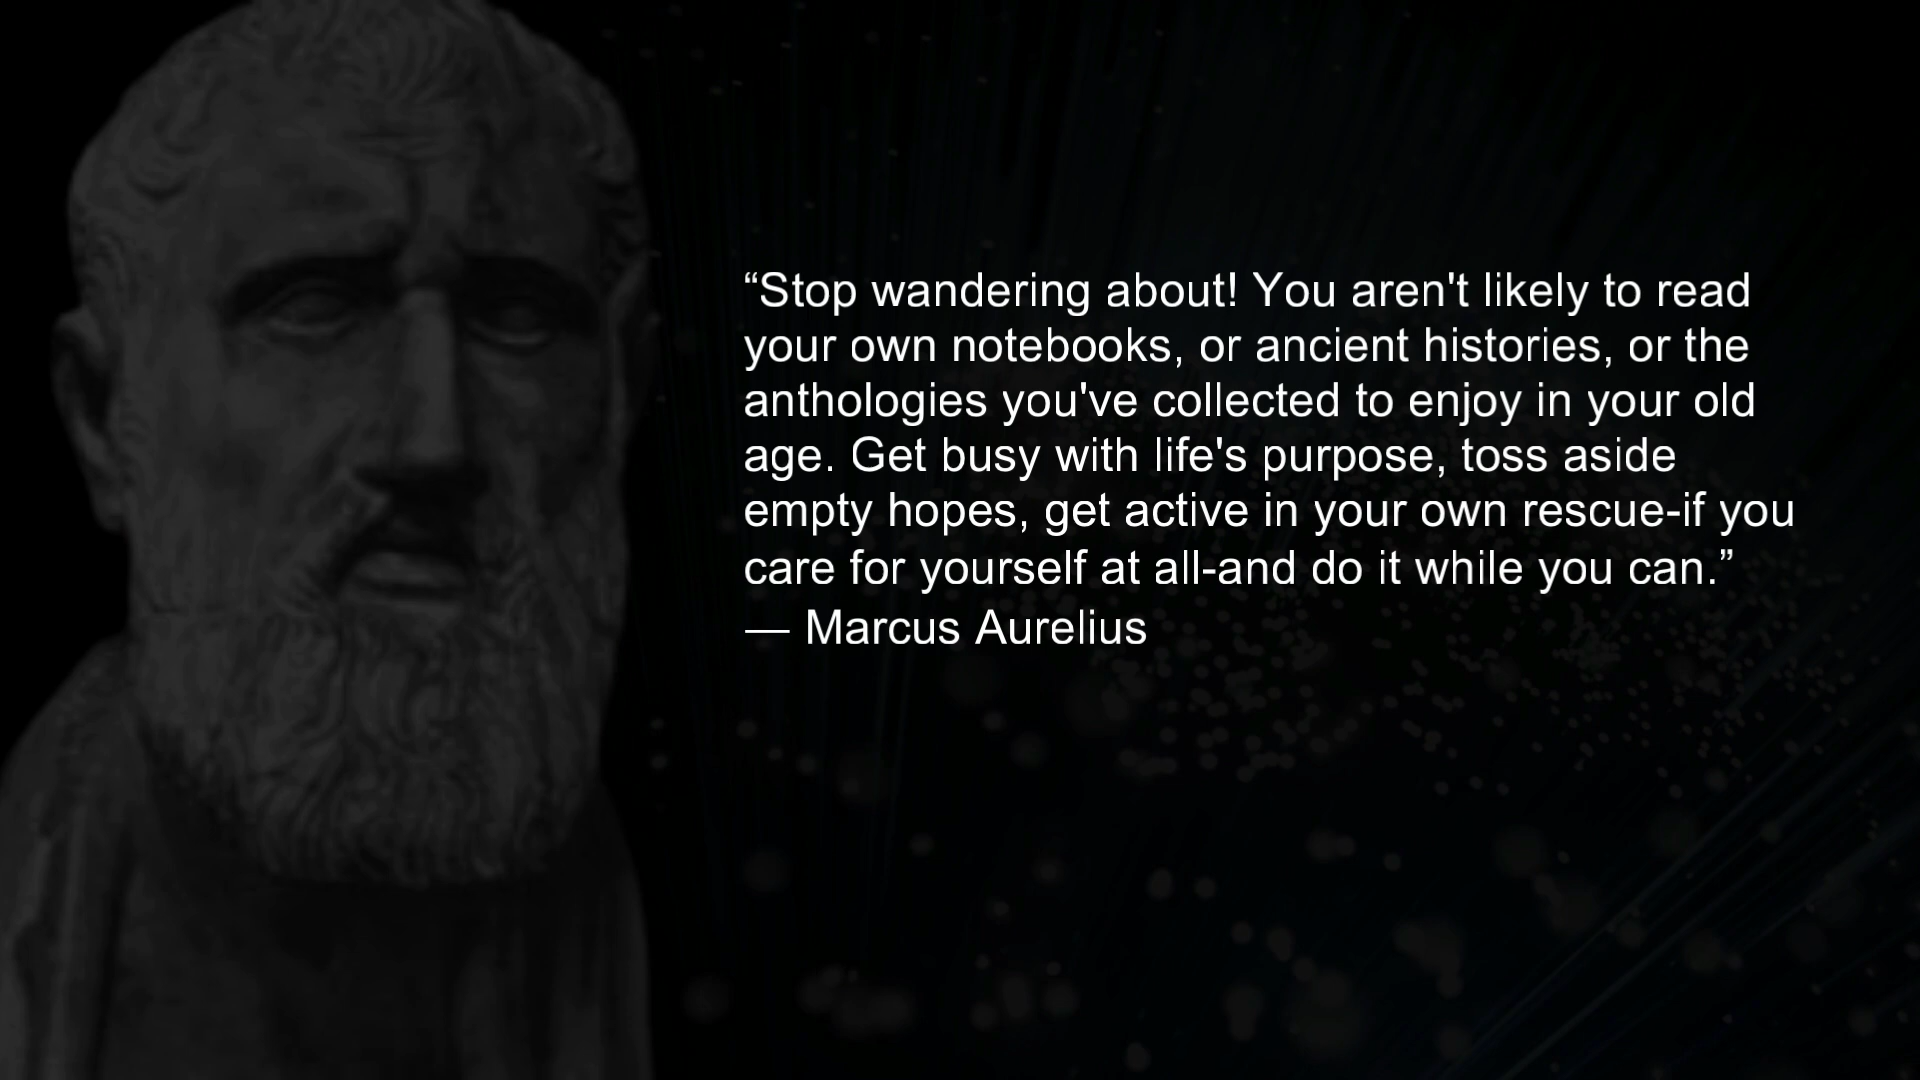 “Stop wandering about! You aren't likely to read
your own notebooks, or ancient histories, or the
anthologies you've collected to enjoy in your old
age. Get busy with life's purpose, toss aside
empty hopes, get active in your own rescue-if you
care for yourself at all-and do it while you can.”
— Marcus Aurelius